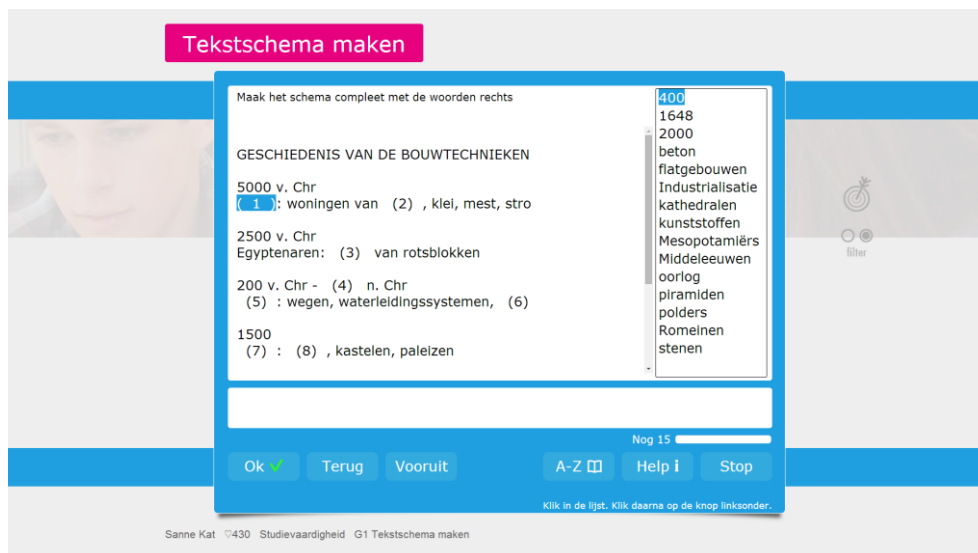 Tekstschema maken
Maak het schema compleet met de woorden rechts
GESCHIEDENIS VAN DE BOUWTECHNIEKEN
5000 v. Chr
( 1 ): woningen van (2) , klei, mest, stro
2500 v. Chr
Egyptenaren: (3) van rotsblokken
200 v. Chr - (4) n. Chr
(5) : wegen, waterleidingssystemen, (6)
1500
(7) : (8) , kastelen, paleizen
400
1648
2000
beton
flatgebouwen
Industrialisatie
kathedralen
kunststoffen
Mesopotamiërs
Middeleeuwen
oorlog
piramiden
polders
Romeinen
stenen
filter
Nog 15
Ok Terug Vooruit A-Z Help i Stop
Klik in de lijst. Klik daarna op de knop linksonder.
Sanne Kat ♡430 Studievaardigheid G1 Tekstschema maken